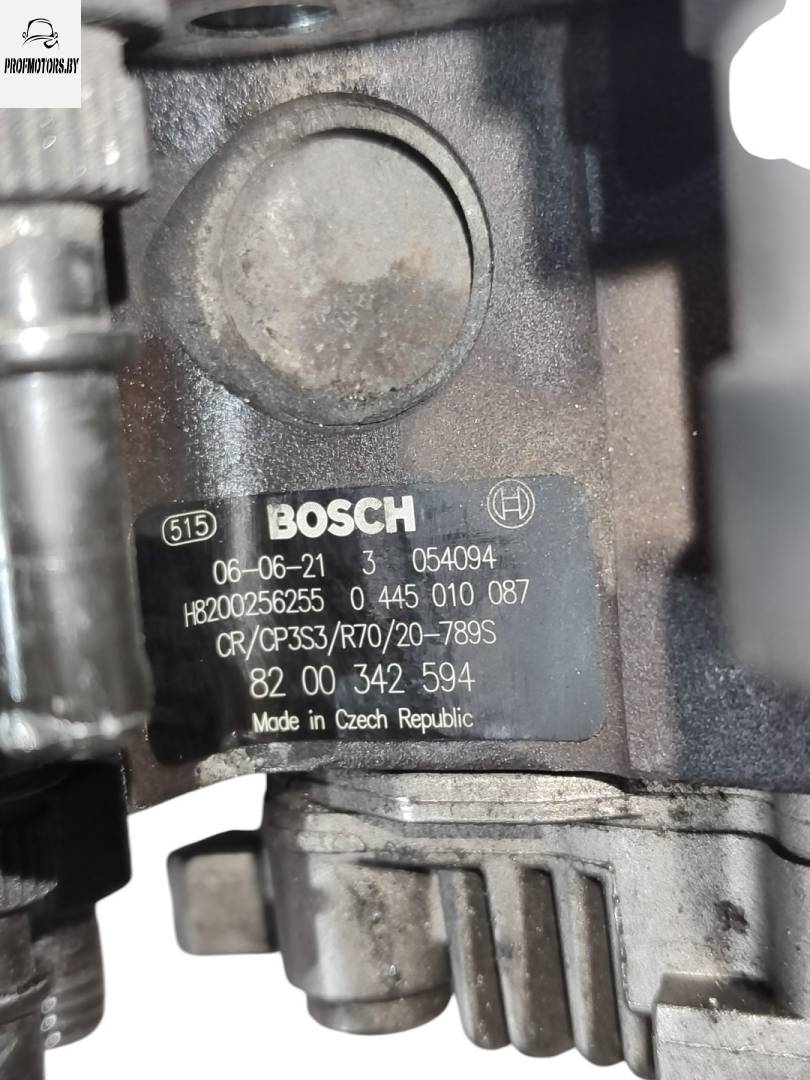 PROFMOTORS.BY
515 BOSCH H
06-06-21 3 054094
H8200256255 0 445 010 087
CR/CP3S3/R70/20-789S
82 00 342 594
Made in Czech Republic